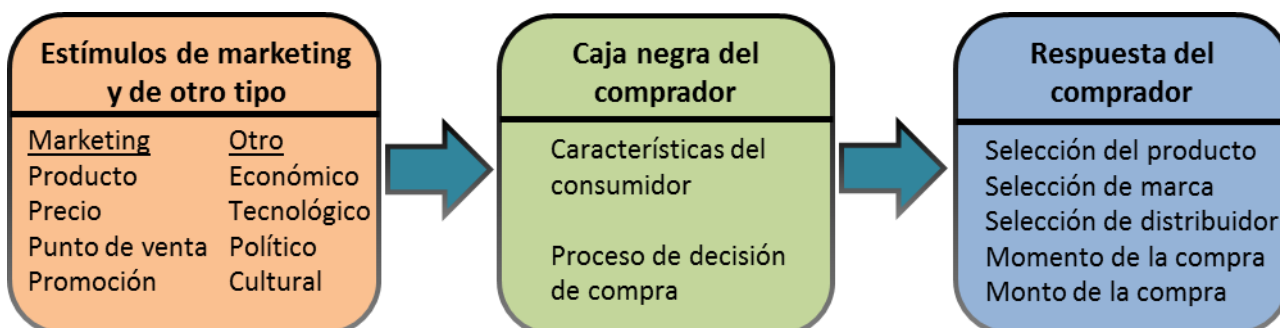 Estímulos de marketing
y de otro tipo
Marketing Otro
Producto Económico
Precio Tecnológico
Punto de venta Político
Promoción Cultural
Caja negra del
comprador
Características del
consumidor
Proceso de decisión
de compra
Respuesta del
comprador
Selección del producto
Selección de marca
Selección de distribuidor
Momento de la compra
Monto de la compra